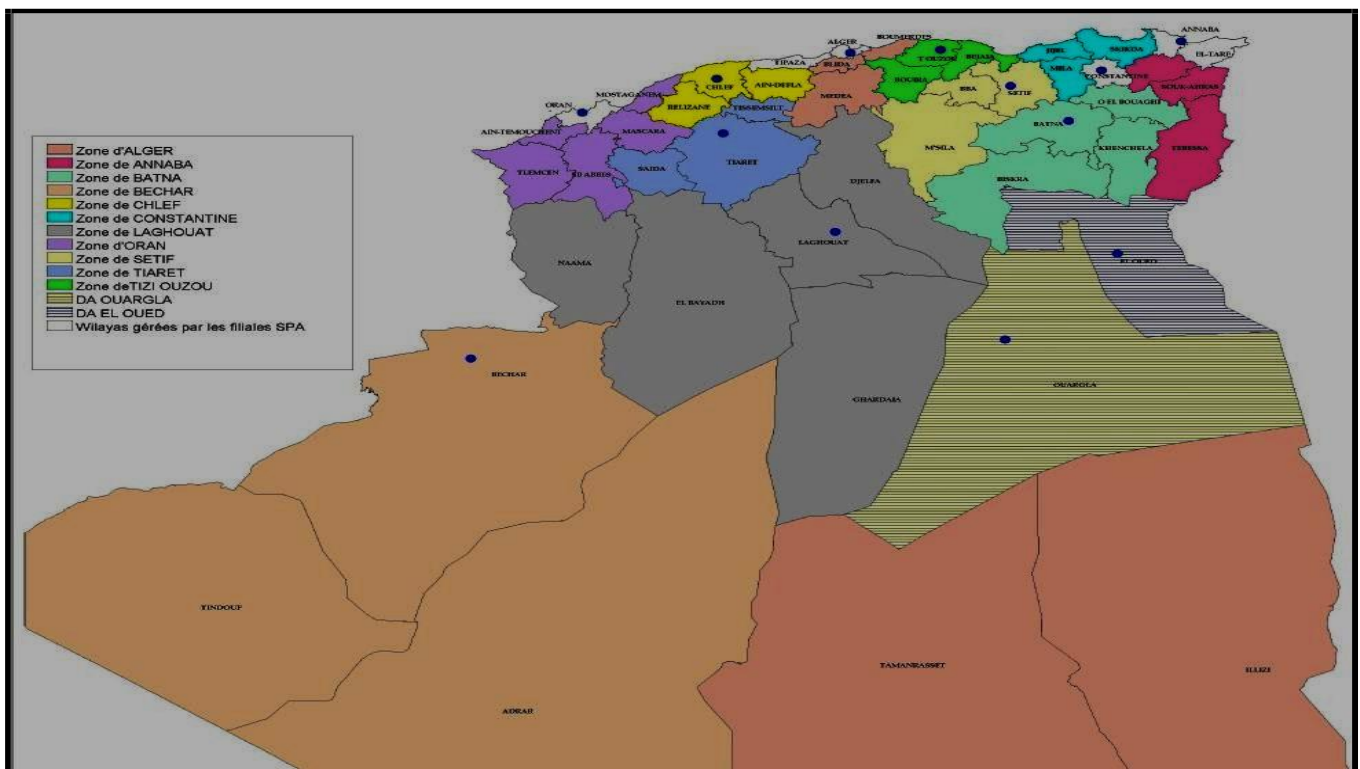 ANNABA
ALGER
BOUMERDES
EL-TARF
TIPAZA
BLIDA
T OUZOU
BEJAIA
JIJEL
SKIKDA
MILA
CONSTANTINE
SOUK-AHRAS
CHLEF
AIN-DEFLA
MEDEA
BOUIRA
BBA
SETIF
MOSTAGANEM
ORAN
RELIZANE
TISSEMSILT
O EL BOUAGHI
BATNA
AIN-TEMOUCHENT
MASCARA
M'SILA
KHENCHELA
TEBESSA
TLEMCEN
SID ABBES
SAIDA
TIARET
DJELFA
BISKRA
Zone d'ALGER
Zone de ANNABA
Zone de BATNA
Zone de BECHAR
Zone de CHLEF
Zone de CONSTANTINE
Zone de LAGHOUAT
Zone d'ORAN
Zone de SETIF
Zone de TIARET
Zone deTIZI OUZOU
DA OUARGLA
DA EL OUED
Wilayas gérées par les filiales SPA
LAGHOUAT
EL OUED
NAAMA
EL BAYADH
BECHAR
GHARDAIA
OUARGLA
TINDOUF
TAMANRASSET
ILLIZI
ADRAR